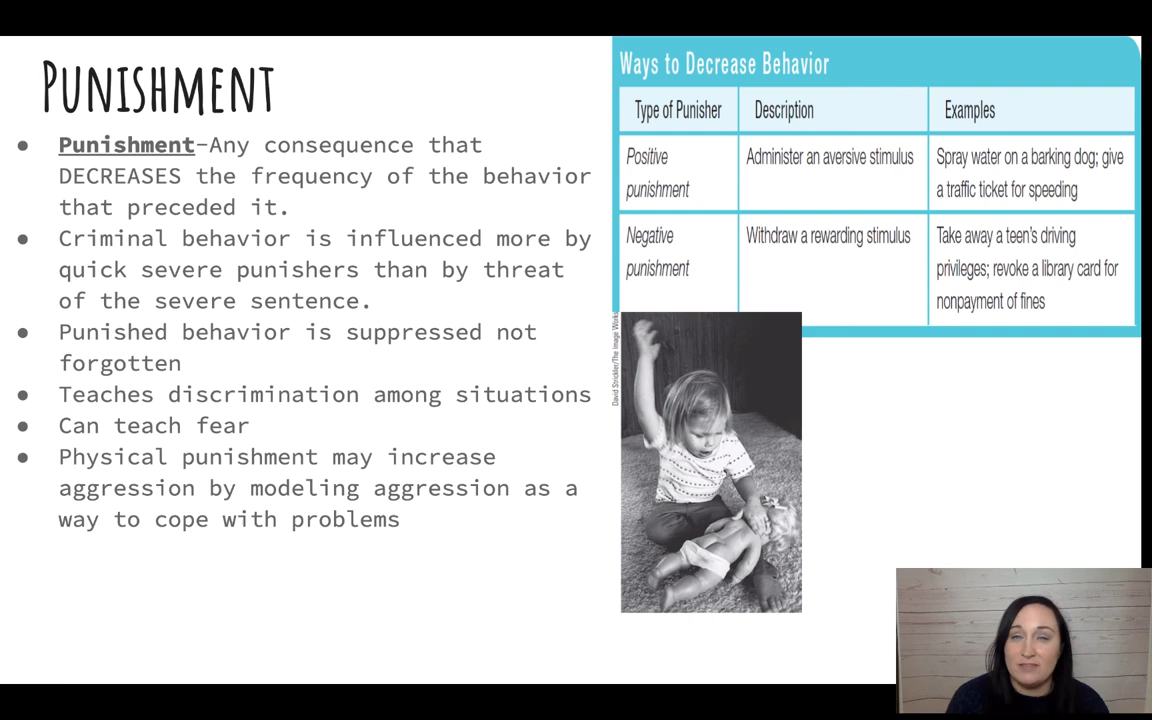 PUNISHMENT
● Punishment-Any consequence that
DECREASES the frequency of the behavior
that preceded it.
● Criminal behavior is influenced more by
quick severe punishers than by threat
of the severe sentence.
● Punished behavior is suppressed not
forgotten
● Teaches discrimination among situations
● Can teach fear
● Physical punishment may increase
aggression by modeling aggression as a
way to cope with problems
Ways to Decrease Behavior
Type of Punisher Description Examples
Positive Administer an aversive stimulus Spray water on a barking dog; give
punishment a traffic ticket for speeding
Negative Withdraw a rewarding stimulus Take away a teen's driving
punishment privileges; revoke a library card for
nonpayment of fines
David Strickler/The Image Works